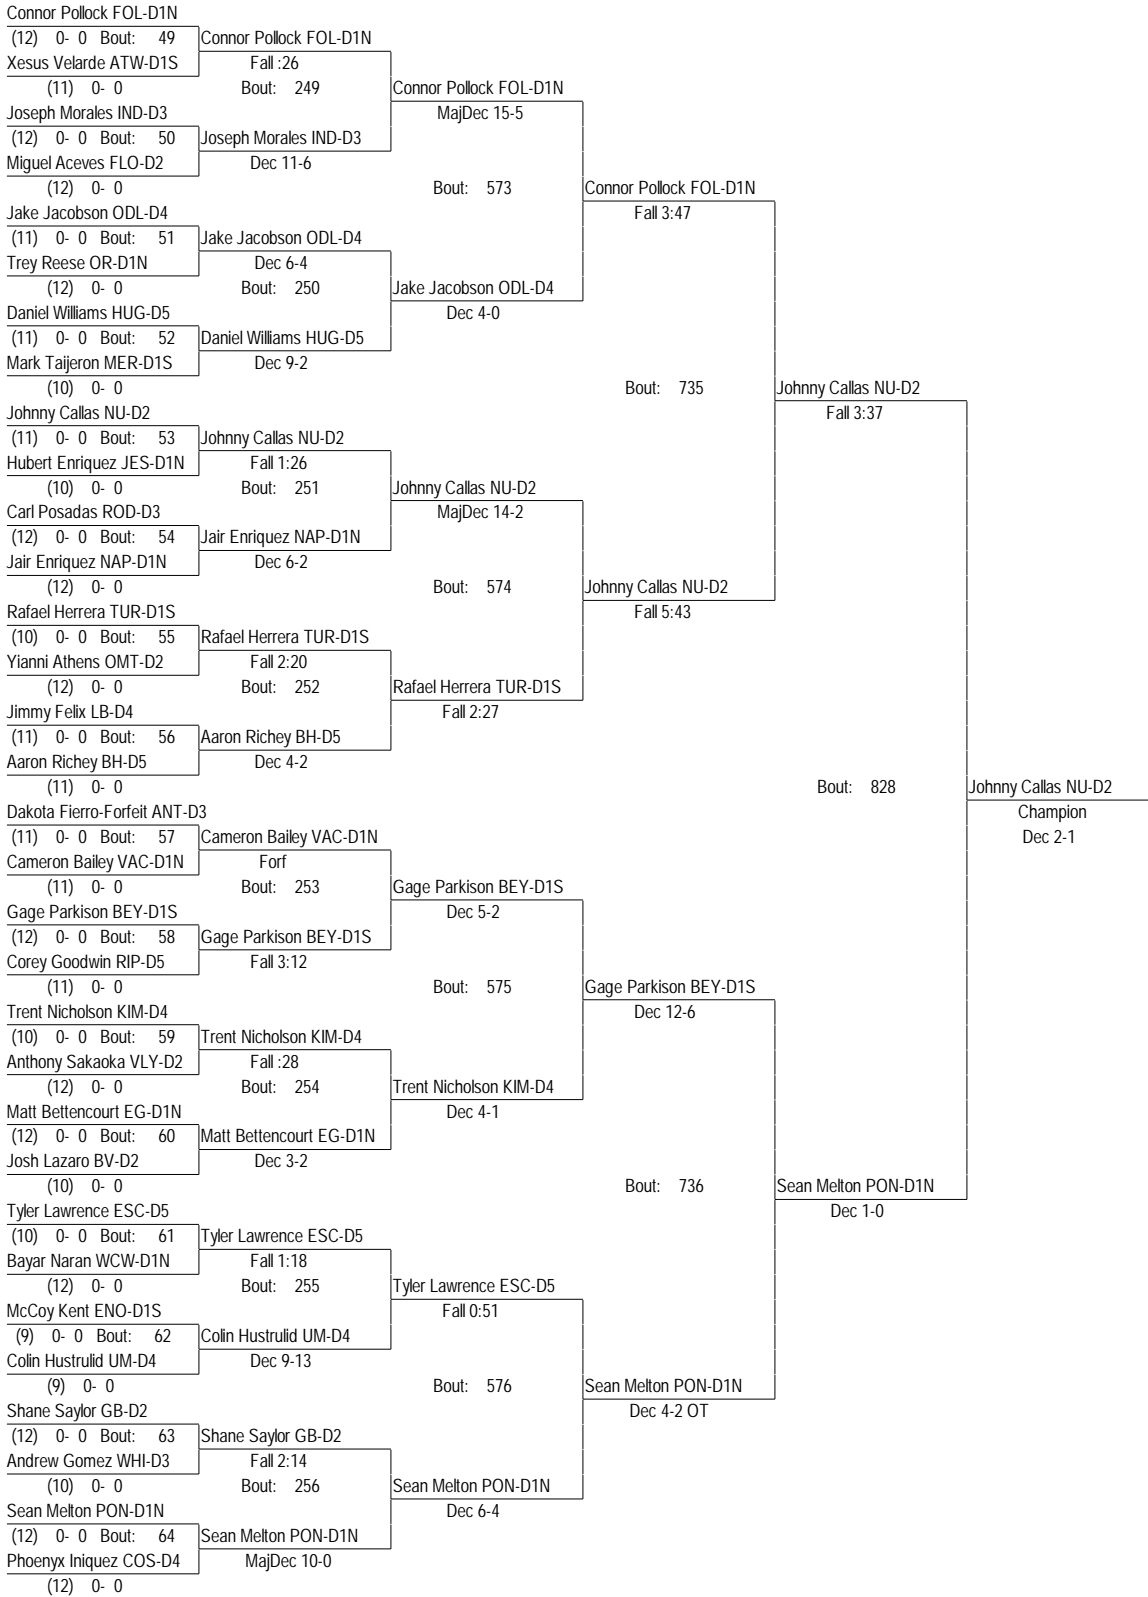 Connor Pollock FOL-D1N
(12) 0- 0 Bout: 49 Connor Pollock FOL-D1N
Xesus Velarde ATW-D1S Fall :26
(11) 0- 0 Bout: 249 Connor Pollock FOL-D1N
Joseph Morales IND-D3 MajDec 15-5
(12) 0- 0 Bout: 50 Joseph Morales IND-D3
Miguel Aceves FLO-D2 Dec 11-6
(12) 0- 0 Bout: 573 Connor Pollock FOL-D1N
Jake Jacobson ODL-D4 Fall 3:47
(11) 0- 0 Bout: 51 Jake Jacobson ODL-D4
Trey Reese OR-D1N Dec 6-4
(12) 0- 0 Bout: 250 Jake Jacobson ODL-D4
Daniel Williams HUG-D5 Dec 4-0
(11) 0- 0 Bout: 52 Daniel Williams HUG-D5
Mark Taijeron MER-D1S Dec 9-2
(10) 0- 0 Bout: 735 Johnny Callas NU-D2
Johnny Callas NU-D2 Fall 3:37
(11) 0- 0 Bout: 53 Johnny Callas NU-D2
Hubert Enriquez JES-D1N Fall 1:26
(10) 0- 0 Bout: 251 Johnny Callas NU-D2
Carl Posadas ROD-D3 MajDec 14-2
(12) 0- 0 Bout: 54 Jair Enriquez NAP-D1N
Jair Enriquez NAP-D1N Dec 6-2
(12) 0- 0 Bout: 574 Johnny Callas NU-D2
Rafael Herrera TUR-D1S Fall 5:43
(10) 0- 0 Bout: 55 Rafael Herrera TUR-D1S
Yianni Athens OMT-D2 Fall 2:20
(12) 0- 0 Bout: 252 Rafael Herrera TUR-D1S
Jimmy Felix LB-D4 Fall 2:27
(11) 0- 0 Bout: 56 Aaron Richey BH-D5
Aaron Richey BH-D5 Dec 4-2
(11) 0- 0 Bout: 828 Johnny Callas NU-D2
Dakota Fierro-Forfeit ANT-D3 Champion
(11) 0- 0 Bout: 57 Cameron Bailey VAC-D1N Dec 2-1
Cameron Bailey VAC-D1N Forf
(11) 0- 0 Bout: 253 Gage Parkison BEY-D1S
Gage Parkison BEY-D1S Dec 5-2
(12) 0- 0 Bout: 58 Gage Parkison BEY-D1S
Corey Goodwin RIP-D5 Fall 3:12
(11) 0- 0 Bout: 575 Gage Parkison BEY-D1S
Trent Nicholson KIM-D4 Dec 12-6
(10) 0- 0 Bout: 59 Trent Nicholson KIM-D4
Anthony Sakaoka VLY-D2 Fall :28
(12) 0- 0 Bout: 254 Trent Nicholson KIM-D4
Matt Bettencourt EG-D1N Dec 4-1
(12) 0- 0 Bout: 60 Matt Bettencourt EG-D1N
Josh Lazaro BV-D2 Dec 3-2
(10) 0- 0 Bout: 736 Sean Melton PON-D1N
Tyler Lawrence ESC-D5 Dec 1-0
(10) 0- 0 Bout: 61 Tyler Lawrence ESC-D5
Bayar Naran WCW-D1N Fall 1:18
(12) 0- 0 Bout: 255 Tyler Lawrence ESC-D5
McCoy Kent ENO-D1S Fall 0:51
(9) 0- 0 Bout: 62 Colin Hustrulid UM-D4
Colin Hustrulid UM-D4 Dec 9-13
(9) 0- 0 Bout: 576 Sean Melton PON-D1N
Shane Saylor GB-D2 Dec 4-2 OT
(12) 0- 0 Bout: 63 Shane Saylor GB-D2
Andrew Gomez WHI-D3 Fall 2:14
(10) 0- 0 Bout: 256 Sean Melton PON-D1N
Sean Melton PON-D1N Dec 6-4
(12) 0- 0 Bout: 64 Sean Melton PON-D1N
Phoenyx Iniquez COS-D4 MajDec 10-0
(12) 0- 0